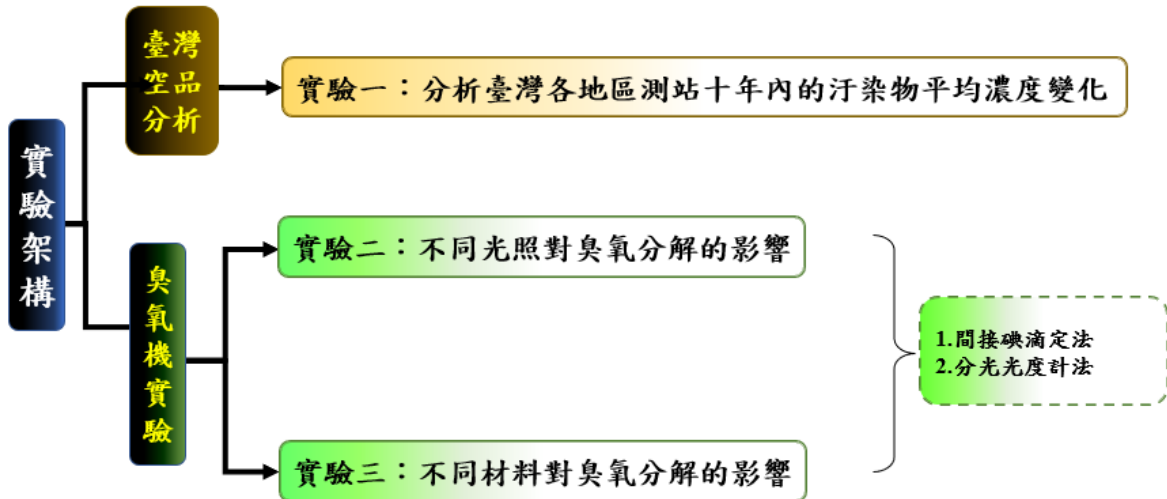 實驗架構
臺灣
空品
分析
實驗一：分析臺灣各地區測站十年內的汙染物平均濃度變化
臭氧機實驗
實驗二：不同光照對臭氧分解的影響
實驗三：不同材料對臭氧分解的影響
1.間接碘滴定法
2.分光光度計法